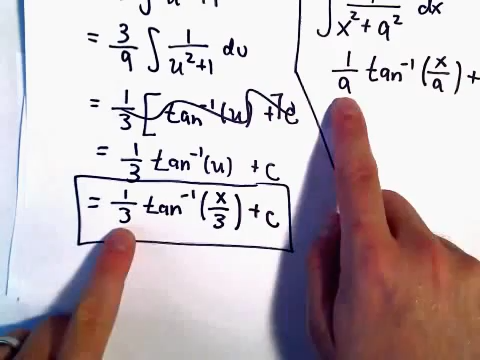 = 3/9 ∫ 1/(u²+1) du
= 1/3 [tan⁻¹(u) + C
= 1/3 tan⁻¹(u) + C
= 1/3 tan⁻¹(x/3) + C
∫ 1/(x²+a²) dx
1/a tan⁻¹(x/a) +